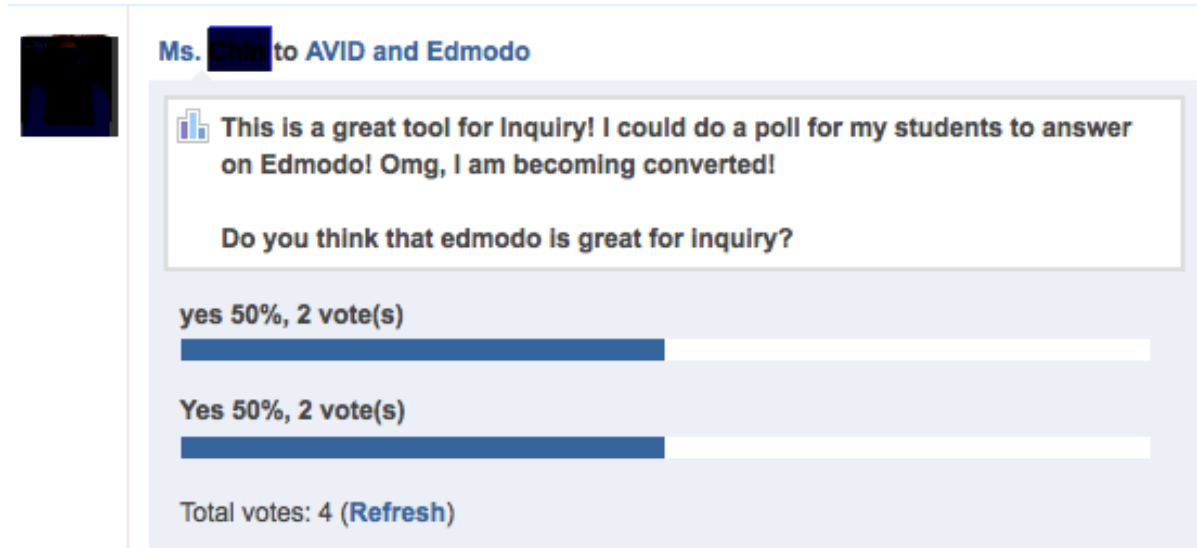 Ms. to AVID and Edmodo
This is a great tool for Inquiry! I could do a poll for my students to answer
on Edmodo! Omg, I am becoming converted!
Do you think that edmodo is great for inquiry?
yes 50%, 2 vote(s)
Yes 50%, 2 vote(s)
Total votes: 4 (Refresh)